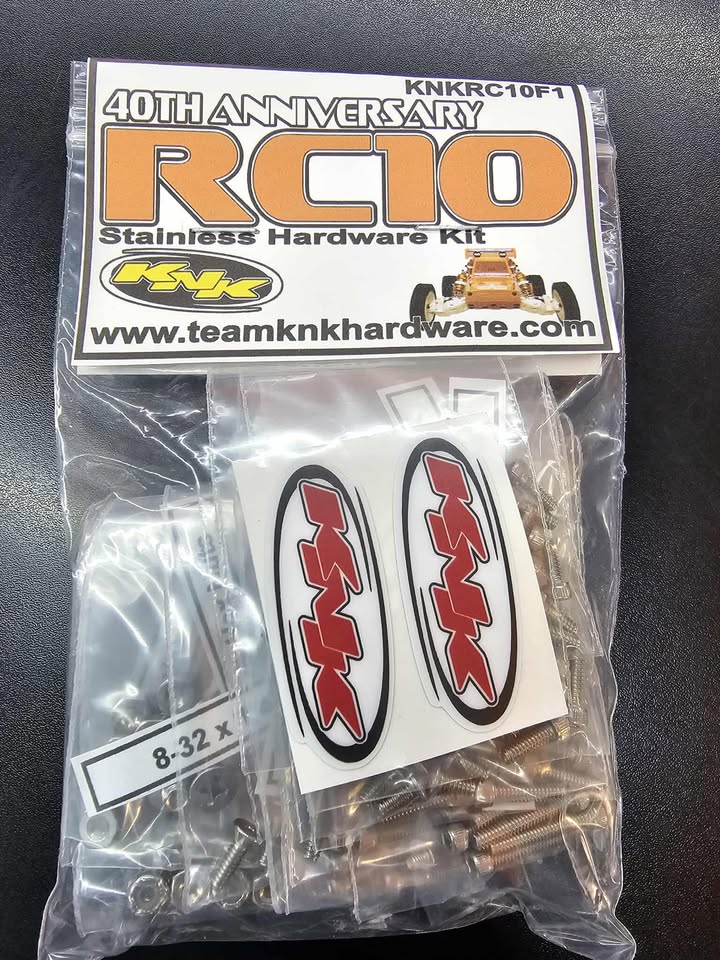 KNKRC10F1
40TH ANNIVERSARY
RC10
Stainless Hardware Kit
KNK
www.teamknkhardware.com
KNK
KNK
8-32 x